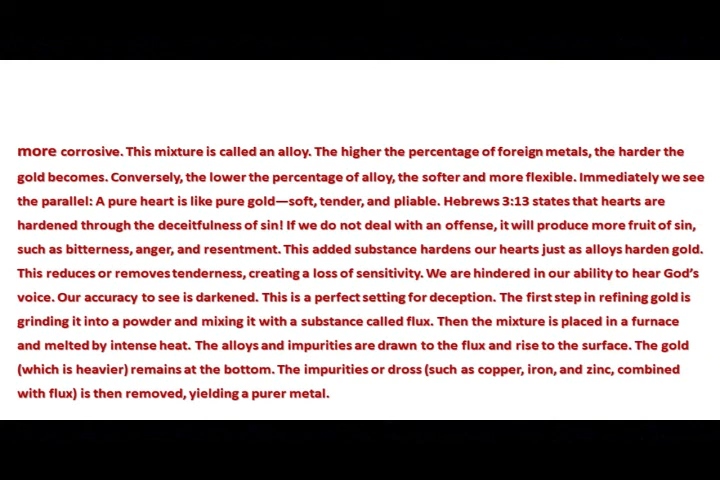 more corrosive. This mixture is called an alloy. The higher the percentage of foreign metals, the harder the
gold becomes. Conversely, the lower the percentage of alloy, the softer and more flexible. Immediately we see
the parallel: A pure heart is like pure gold—soft, tender, and pliable. Hebrews 3:13 states that hearts are
hardened through the deceitfulness of sin! If we do not deal with an offense, it will produce more fruit of sin,
such as bitterness, anger, and resentment. This added substance hardens our hearts just as alloys harden gold.
This reduces or removes tenderness, creating a loss of sensitivity. We are hindered in our ability to hear God’s
voice. Our accuracy to see is darkened. This is a perfect setting for deception. The first step in refining gold is
grinding it into a powder and mixing it with a substance called flux. Then the mixture is placed in a furnace
and melted by intense heat. The alloys and impurities are drawn to the flux and rise to the surface. The gold
(which is heavier) remains at the bottom. The impurities or dross (such as copper, iron, and zinc, combined
with flux) is then removed, yielding a purer metal.